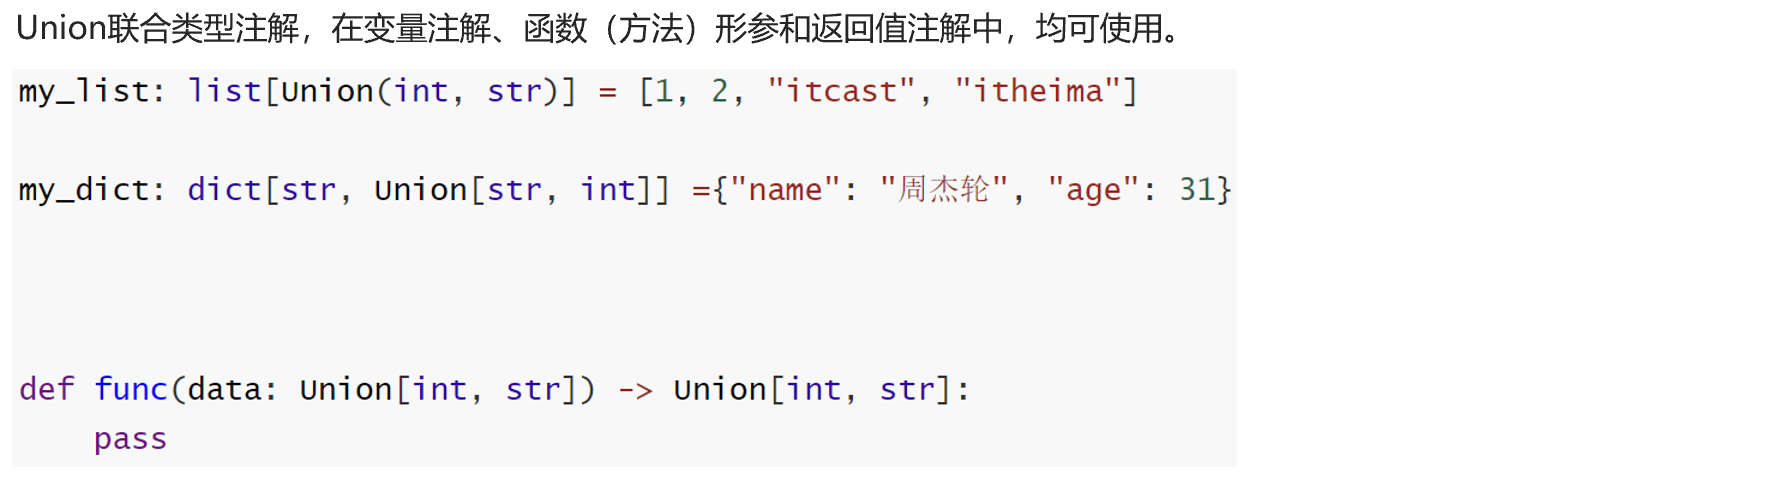 Union联合类型注解，在变量注解、函数（方法）形参和返回值注解中，均可使用。
my_list: list[Union(int, str)] = [1, 2, "itcast", "itheima"]
my_dict: dict[str, Union[str, int]] ={"name": "周杰轮", "age": 31}
def func(data: Union[int, str]) -> Union[int, str]:
    pass